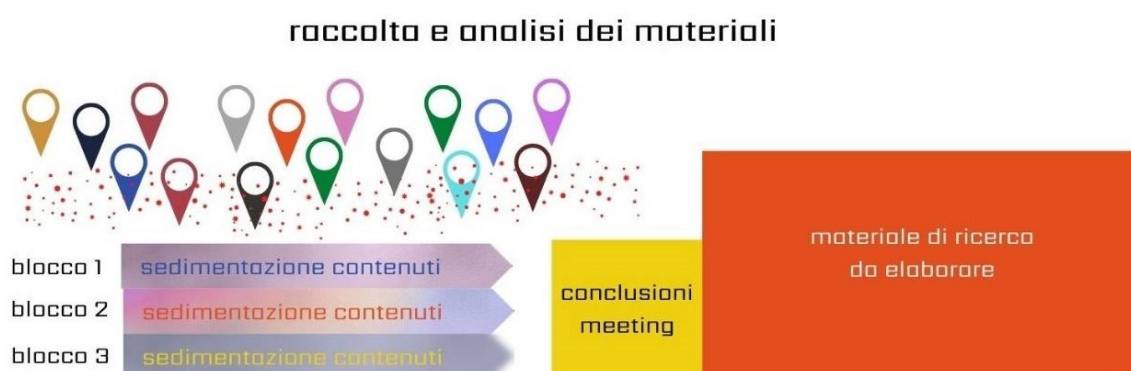 raccolta e analisi dei materiali
blocco 1
sedimentazione contenuti
blocco 2
sedimentazione contenuti
blocco 3
sedimentazione contenuti
conclusioni
meeting
materiale di ricerca
da elaborare